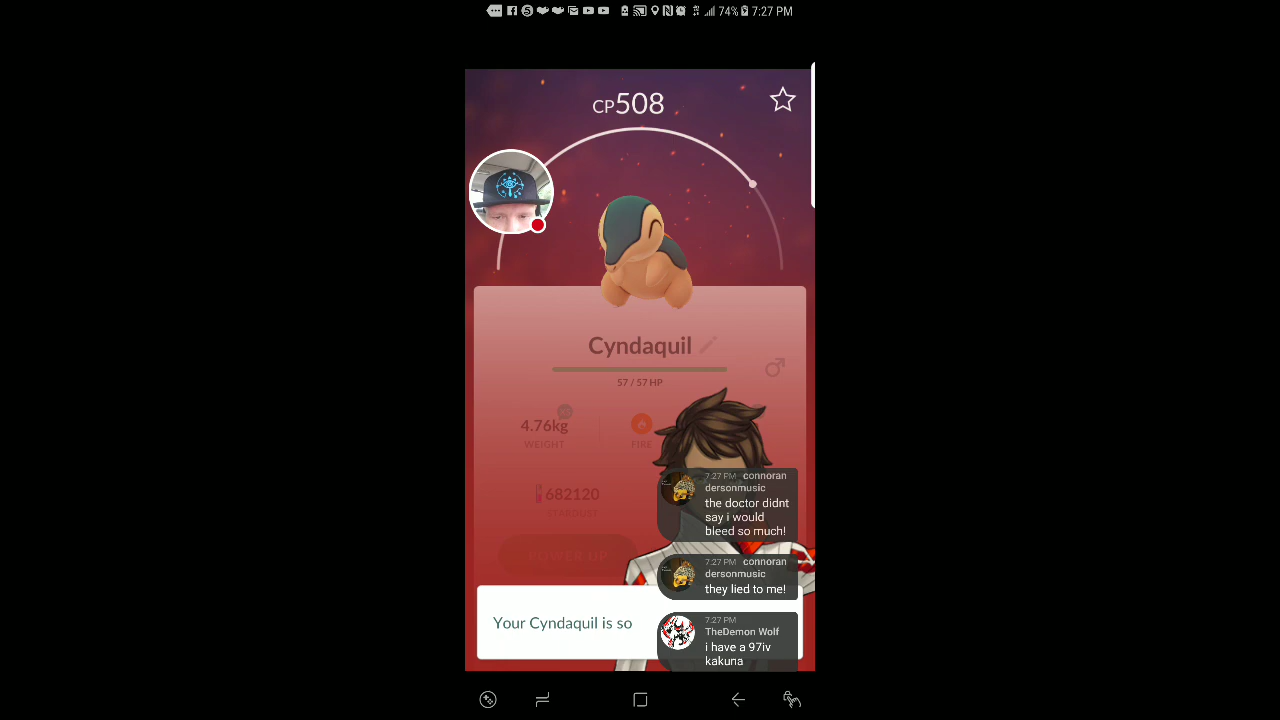 74% 7:27 PM
CP508
Cyndaquil
57 / 57 HP
4.76kg
WEIGHT
FIRE
682120
STARDUST
POWER UP
7:27 PM connoran
dersonmusic
the doctor didnt
say i would
bleed so much!
7:27 PM connoran
dersonmusic
they lied to me!
Your Cyndaquil is so
7:27 PM
TheDemon Wolf
i have a 97iv
kakuna